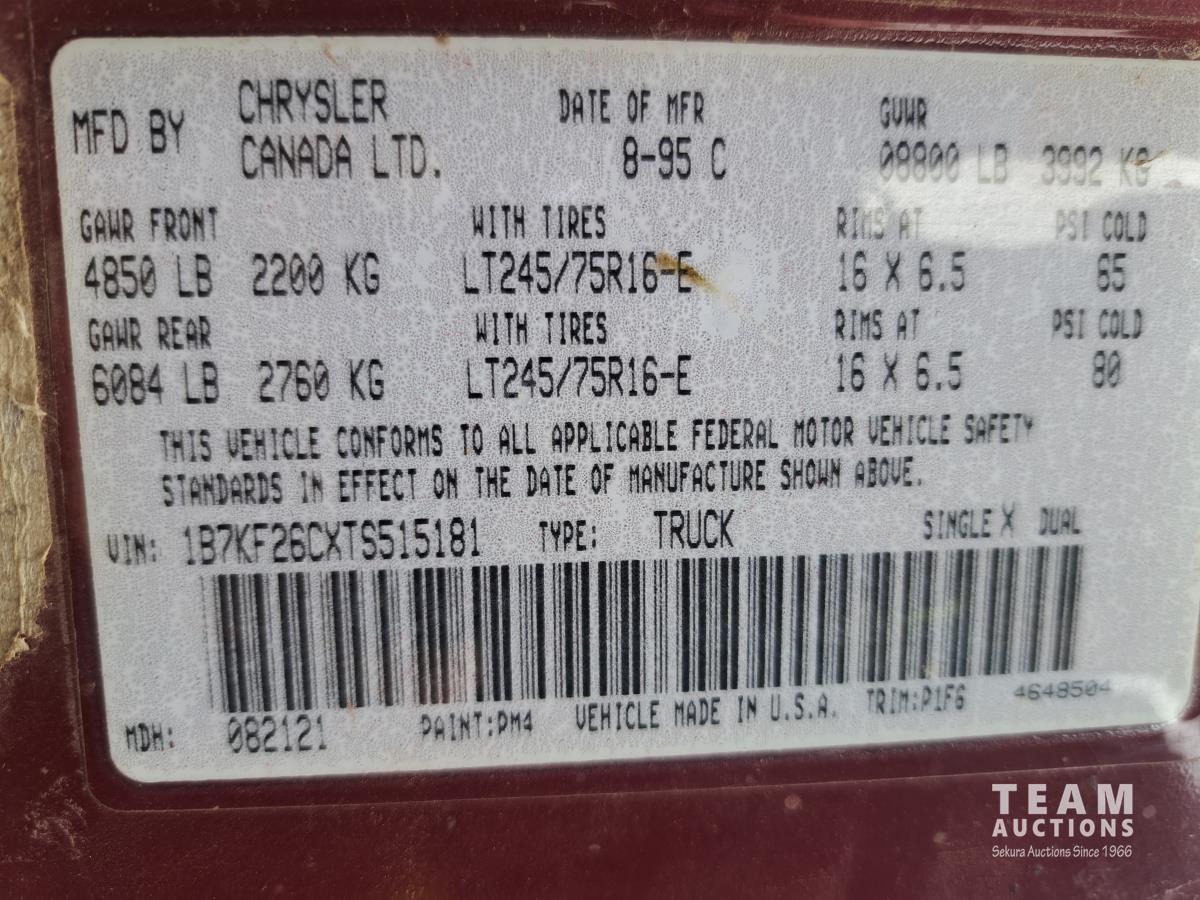 MFD BY CHRYSLER CANADA LTD. DATE OF MFR 8-95 C GVWR 08800 LB 3992 KG
GAWR FRONT WITH TIRES RIMS AT PSI COLD
4850 LB 2200 KG LT245/75R16-E 16 X 6.5 65
GAWR REAR WITH TIRES RIMS AT PSI COLD
6084 LB 2760 KG LT245/75R16-E 16 X 6.5 80
THIS VEHICLE CONFORMS TO ALL APPLICABLE FEDERAL MOTOR VEHICLE SAFETY
STANDARDS IN EFFECT ON THE DATE OF MANUFACTURE SHOWN ABOVE.
VIN: 1B7KF26CXTS515181 TYPE: TRUCK SINGLE X DUAL
MDH: 082121 PAINT:PM4 VEHICLE MADE IN U.S.A. TRIM:P1F6 4648504
TEAM
AUCTIONS
Sekura Auctions Since 1966